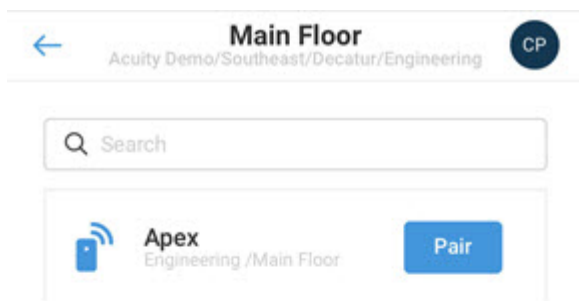 Main Floor
CP
Acuity Demo/Southeast/Decatur/Engineering
Search
Apex
Pair
Engineering /Main Floor